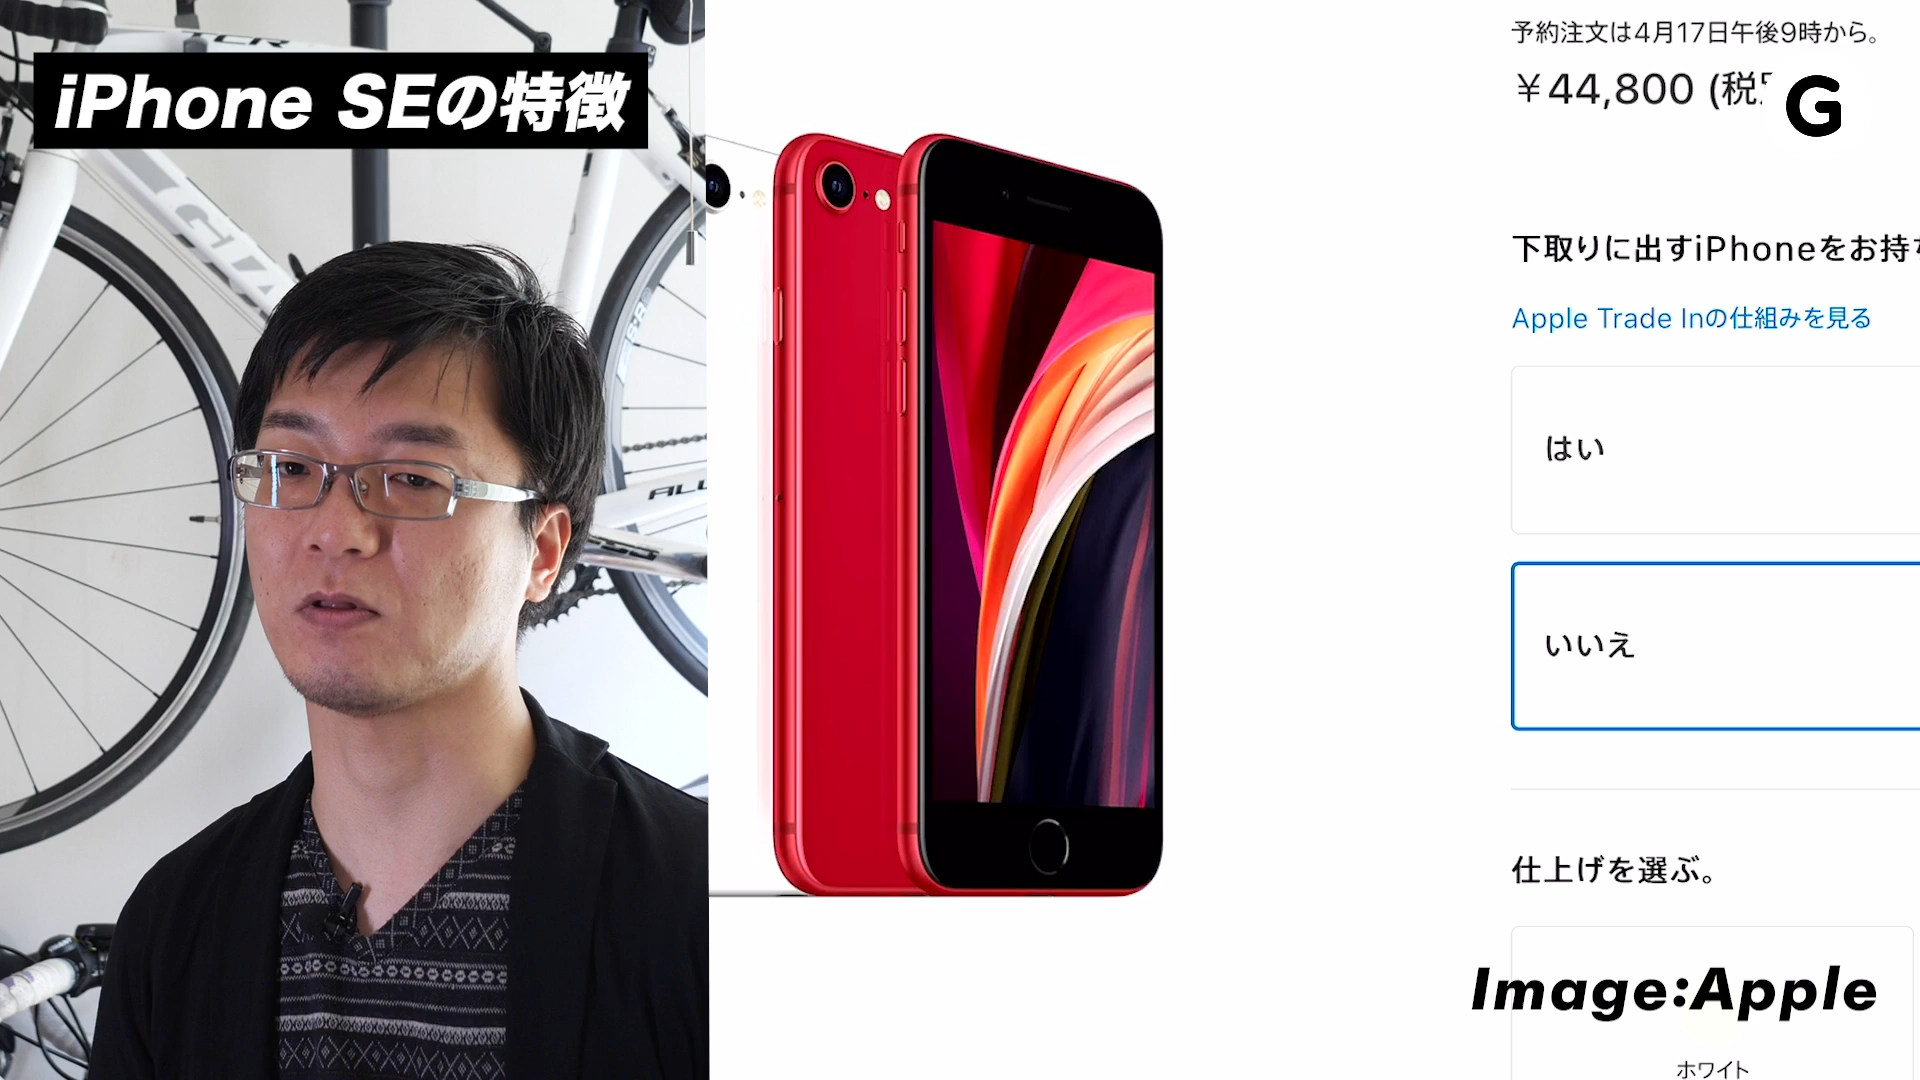 iPhone SEの特徴
予約注文は4月17日午後9時から。
￥44,800 (税
G
下取りに出すiPhoneをお持
Apple Trade Inの仕組みを見る
はい
いいえ
仕上げを選ぶ。
Image:Apple
ホワイト